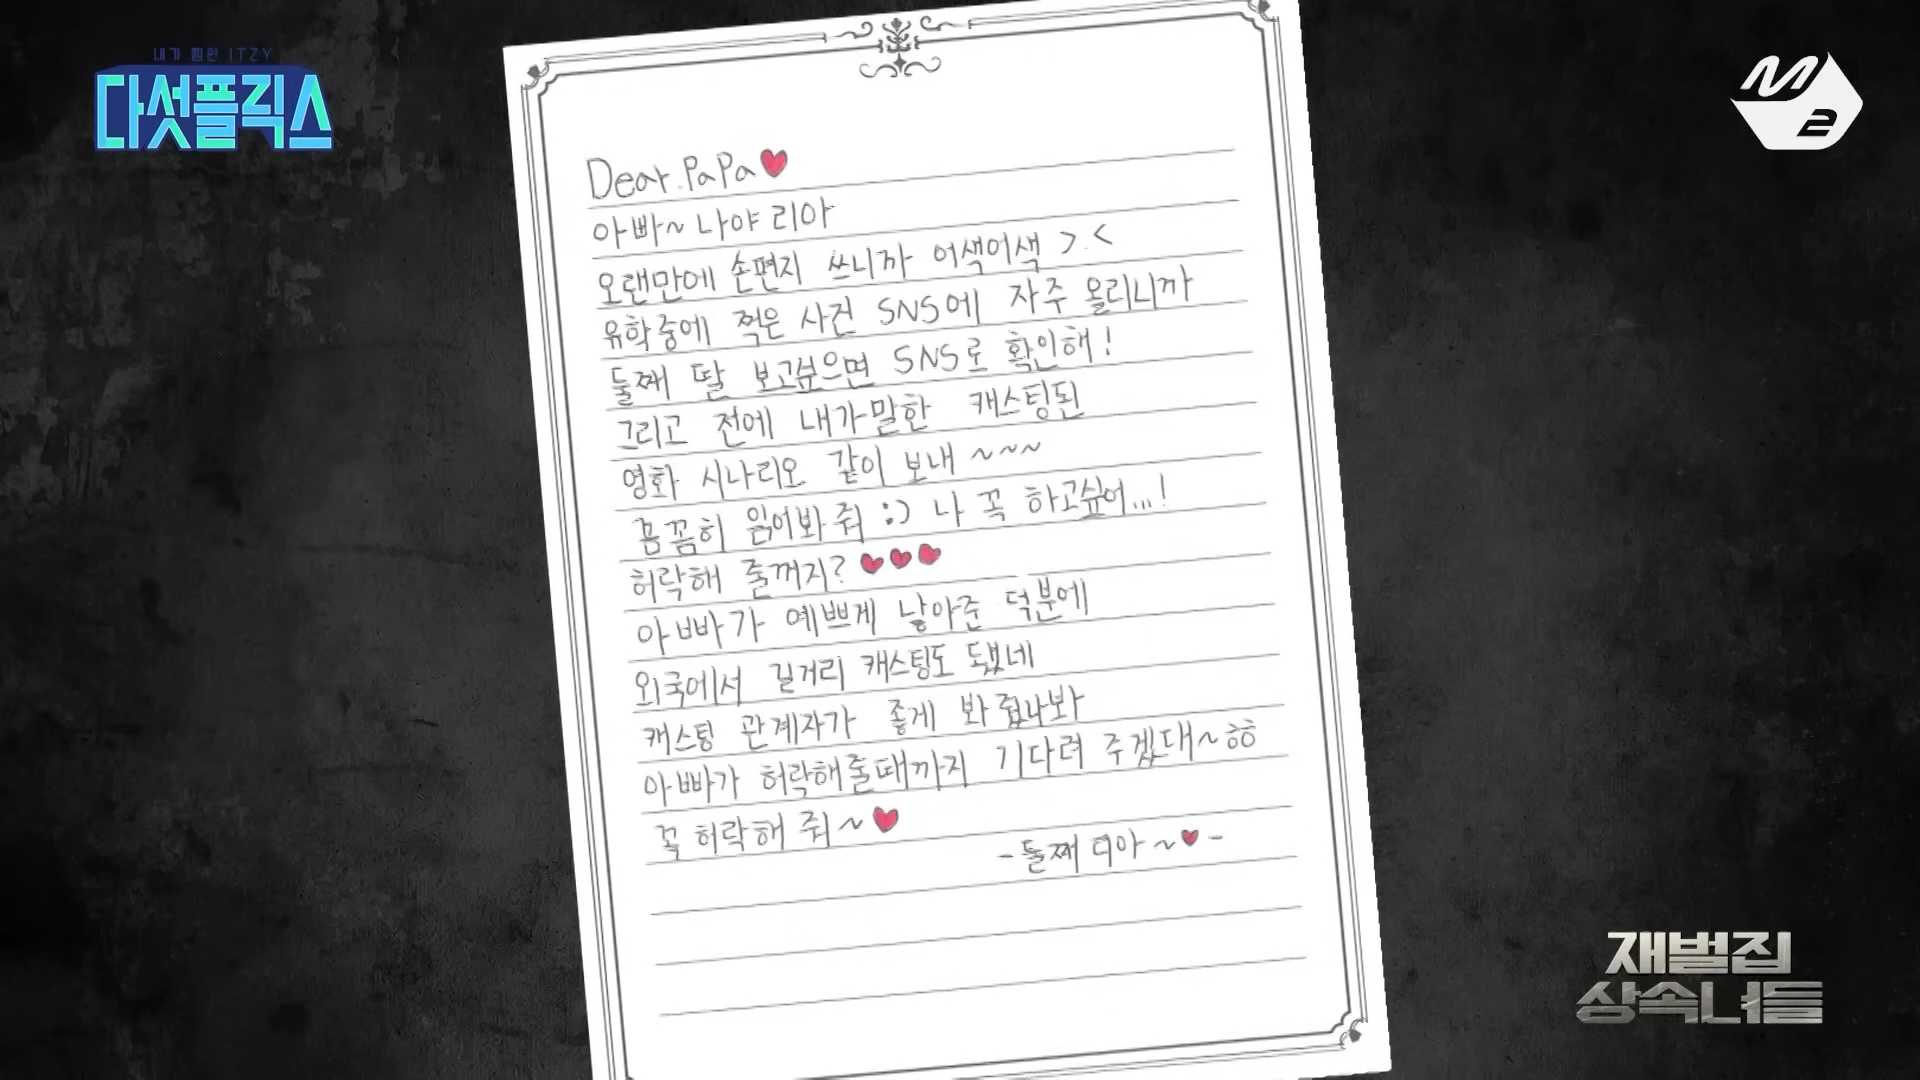 내가 찜한 ITZY
다섯플릭스
M2
Dear.PaPa♥
아빠~ 나야 리아
오랜만에 손편지 쓰니까 어색어색 >.<
유학중에 찍은 사진 SNS에 자주 올리니까
둘째 딸 보고싶으면 SNS로 확인해!
그리고 전에 내가말한 캐스팅된
영화 시나리오 같이 보내 ~~~
꼼꼼히 읽어봐 줘 :) 나 꼭 하고싶어...!
허락해 줄꺼지? ♥♥♥
아빠가 예쁘게 낳아준 덕분에
외국에서 길거리 캐스팅도 됐네
캐스팅 관계자가 좋게 봐 줬나봐
아빠가 허락해줄때까지 기다려 주겠대~ㅎㅎ
꼭 허락해 줘~♥
-둘째 리아~♥-
재벌집
상속녀들